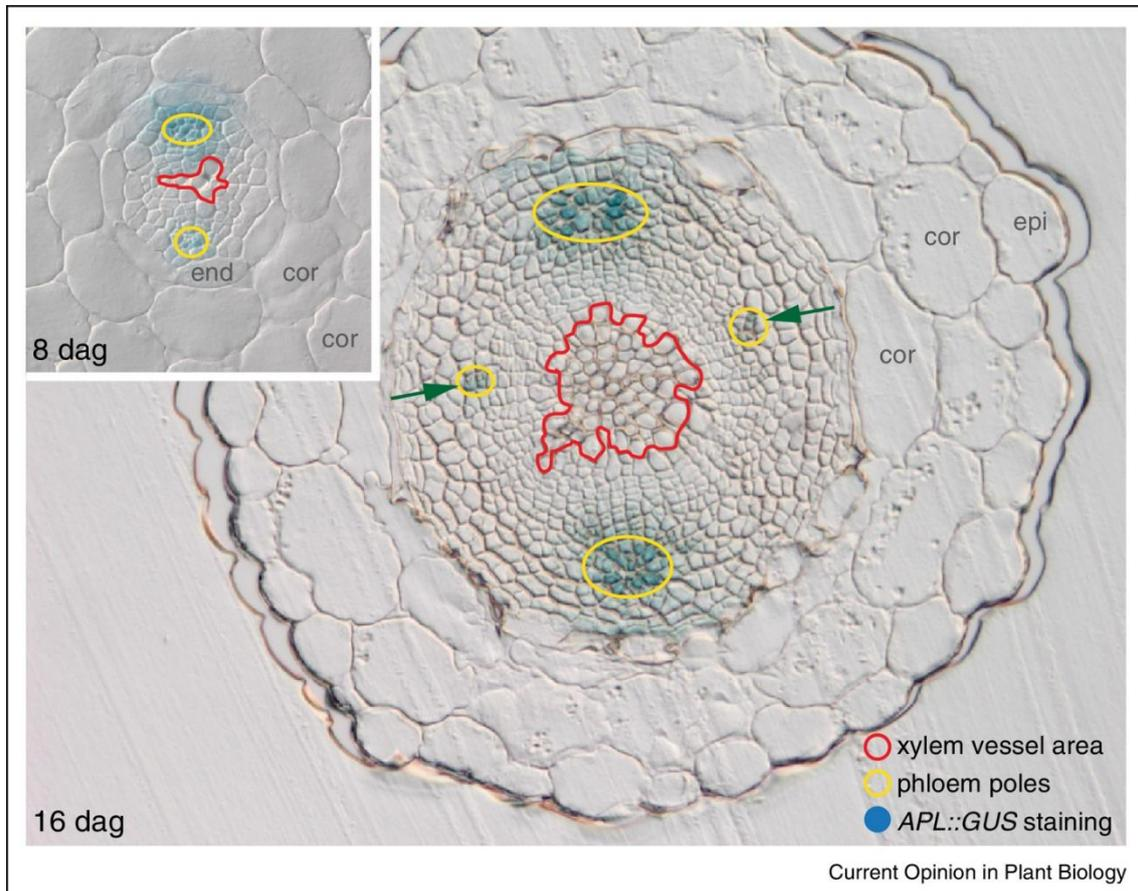 end
cor
cor
8 dag
cor
epi
cor
16 dag
xylem vessel area
phloem poles
APL::GUS staining
Current Opinion in Plant Biology